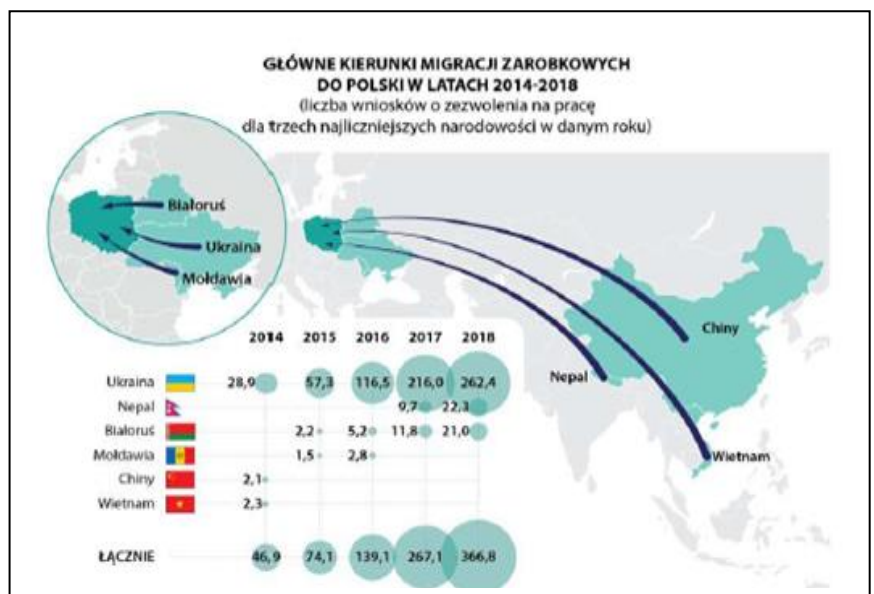 GŁÓWNE KIERUNKI MIGRACJI ZAROBKOWYCH
DO POLSKI W LATACH 2014-2018
(liczba wniosków o zezwolenia na pracę
dla trzech najliczniejszych narodowości w danym roku)
Białoruś
Ukraina
Mołdawia
Chiny
Nepal
Wietnam
2014 2015 2016 2017 2018
Ukraina 28,9 57,3 116,5 216,0 262,4
Nepal 9,7 22,3
Białoruś 2,2 5,2 11,8 21,0
Mołdawia 1,5 2,8
Chiny 2,1
Wietnam 2,3
ŁĄCZNIE 46,9 74,1 139,1 267,1 366,8